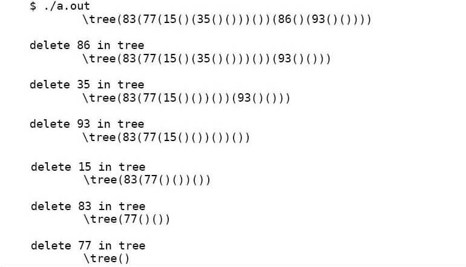 $ ./a.out
\tree(83(77(15()(35()()))())(86()(93()())))
delete 86 in tree
\tree(83(77(15()(35()()))())(93()()))
delete 35 in tree
\tree(83(77(15()())())(93()()))
delete 93 in tree
\tree(83(77(15()())())())
delete 15 in tree
\tree(83(77()())())
delete 83 in tree
\tree(77()())
delete 77 in tree
\tree()